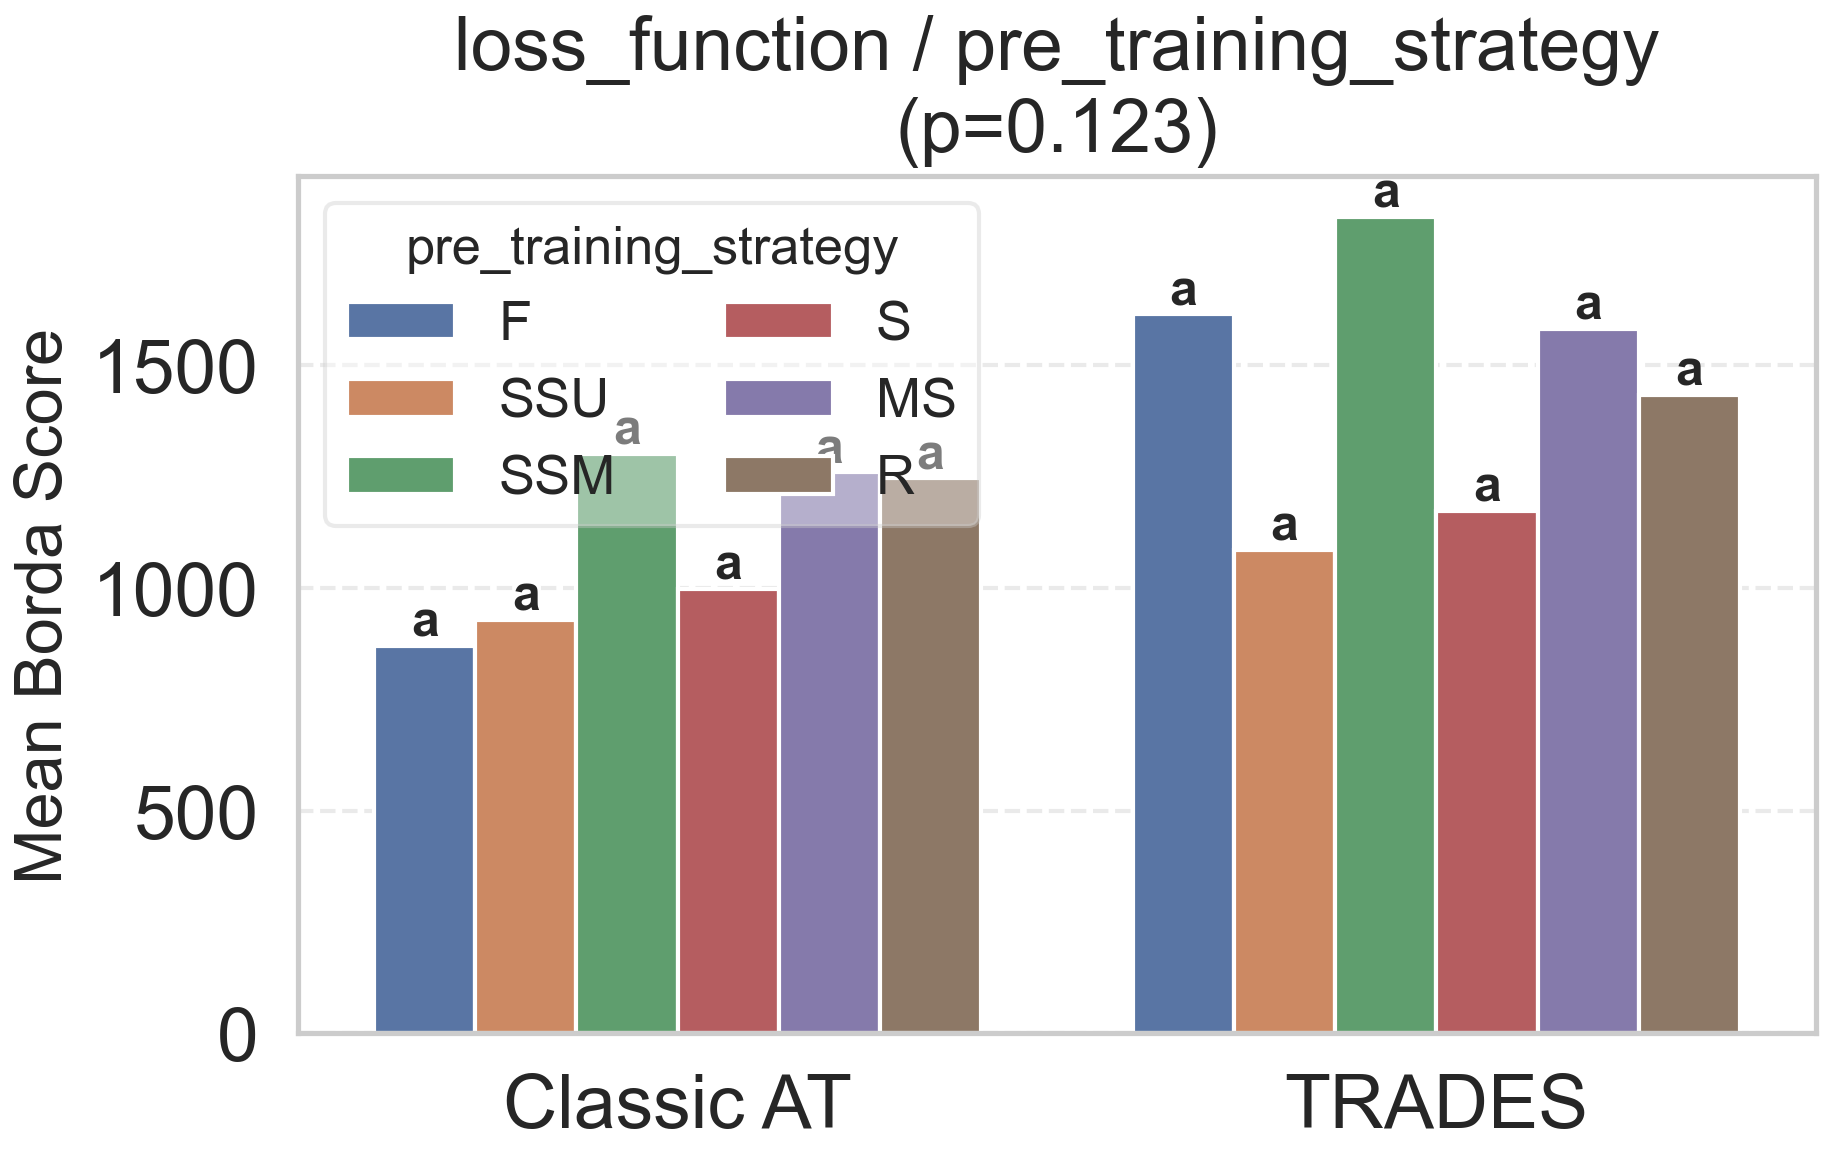 loss_function / pre_training_strategy
(p=0.123)
Mean Borda Score
1500
1000
500
0
pre_training_strategy
F
SSU
SSM
S
MS
R
a
a
a
a
a
a
a
a
a
a
a
a
Classic AT
TRADES